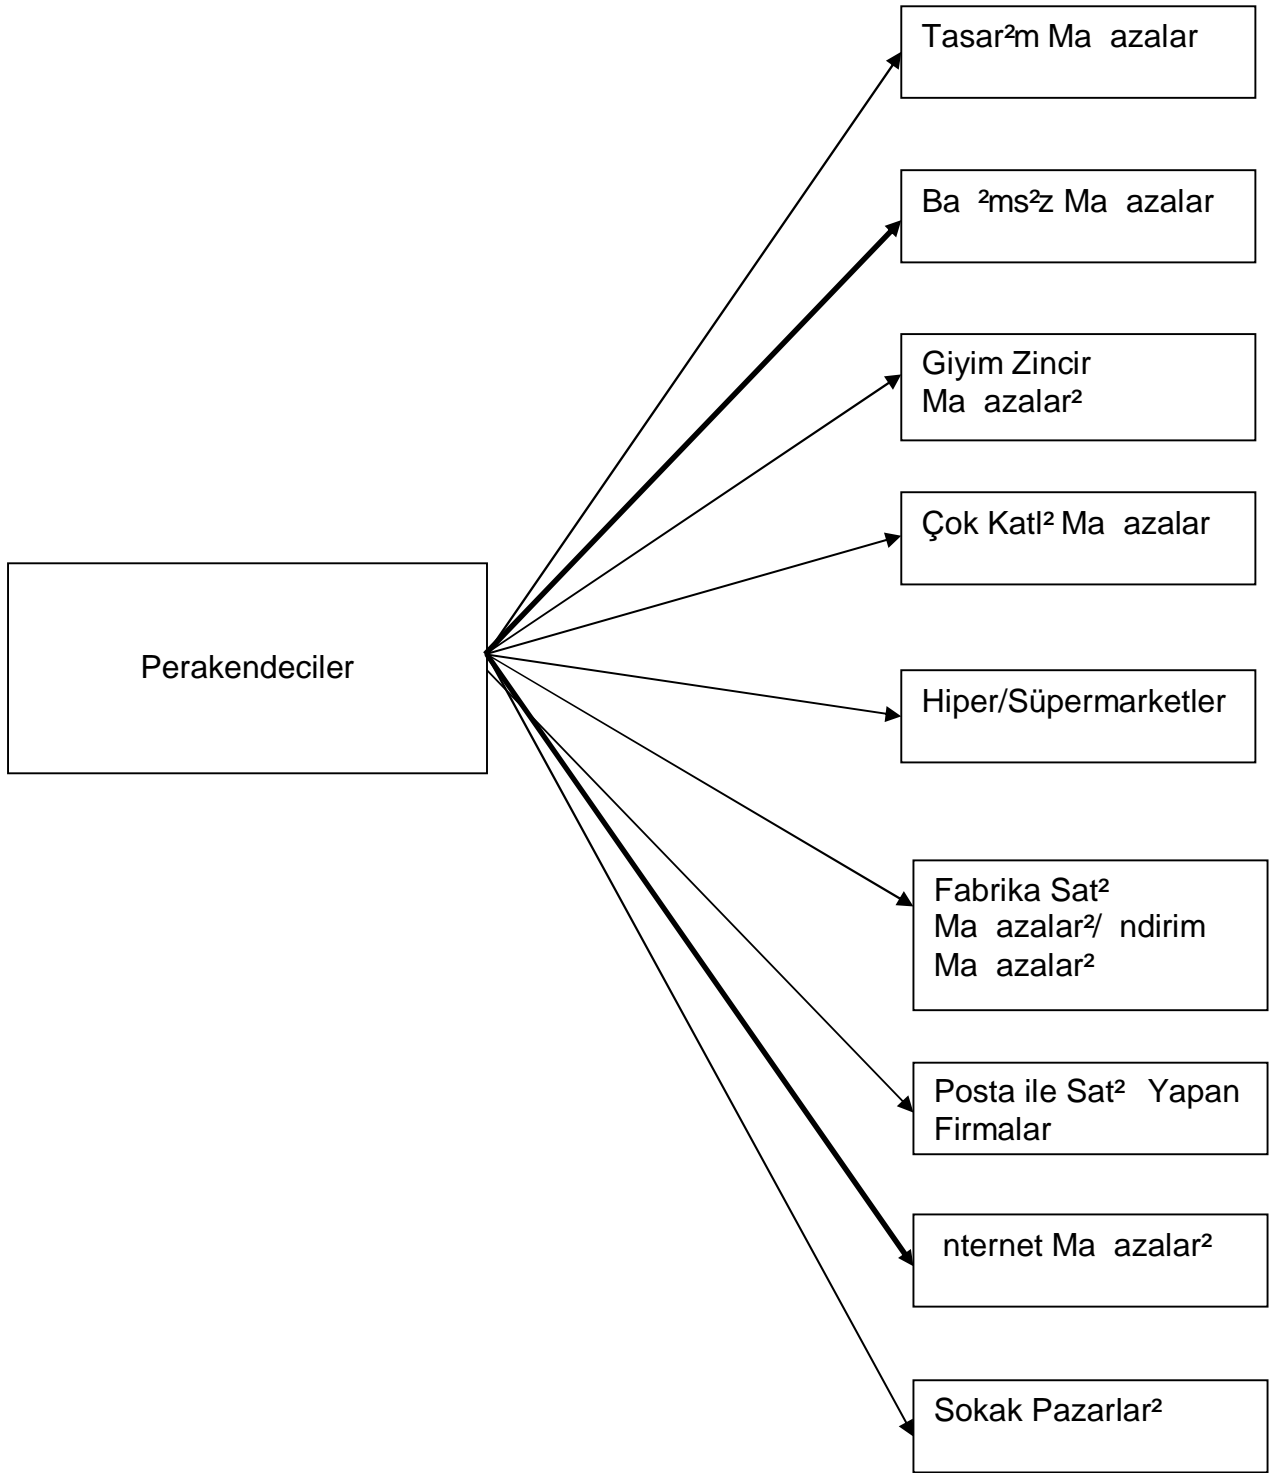 Tasar²m Ma azalar
Ba ²ms²z Ma azalar
Giyim Zincir
Ma azalar²
Çok Katl² Ma azalar
Perakendeciler
Hiper/Süpermarketler
Fabrika Sat²
Ma azalar²/ ndirim
Ma azalar²
Posta ile Sat² Yapan
Firmalar
nternet Ma azalar²
Sokak Pazarlar²